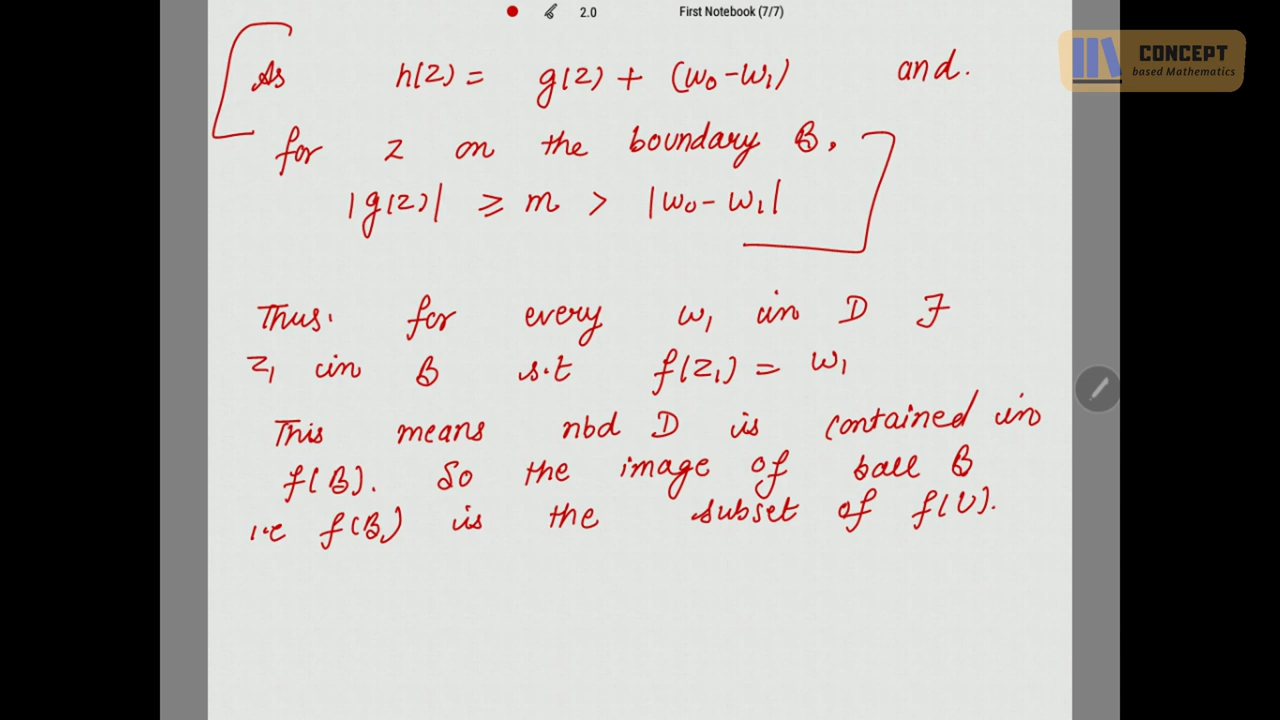 2.0 First Notebook (7/7)
CONCEPT
based Mathematics
As h(z) = g(z) + (w₀-w₁) and.
for z on the boundary B,
|g(z)| ⩾ m > |w₀-w₁|
Thus. for every w₁ in D ∃
z₁ in B s.t f(z₁) = w₁
This means nbd D is contained in
f(B). So the image of ball B
i.e f(B) is the subset of f(U).